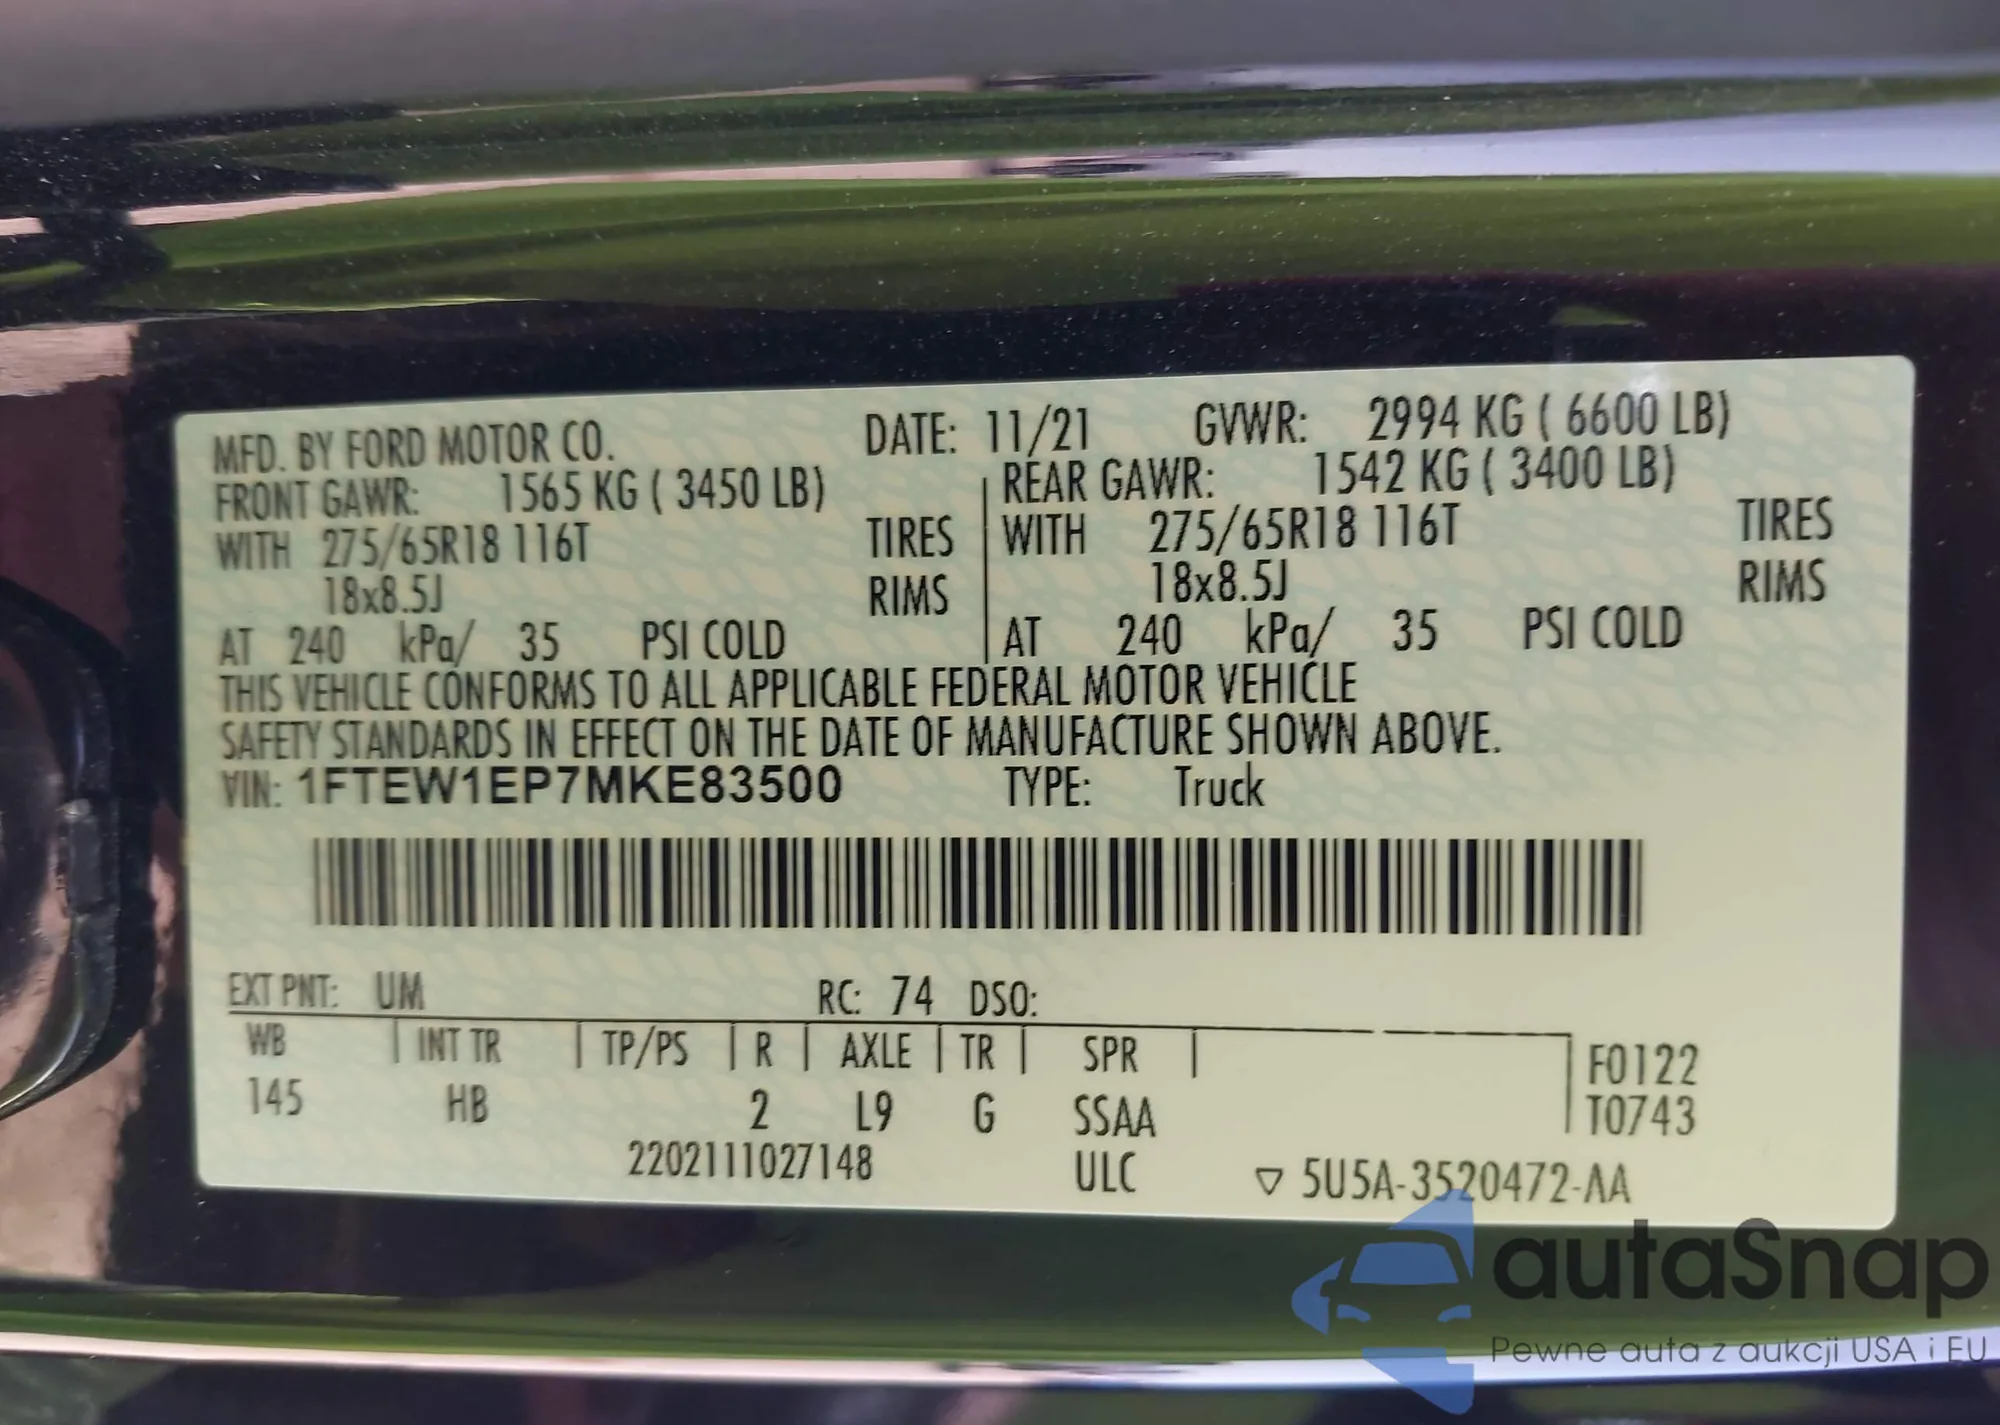 MFD. BY FORD MOTOR CO. DATE: 11/21 GVWR: 2994 KG ( 6600 LB)
FRONT GAWR: 1565 KG ( 3450 LB) REAR GAWR: 1542 KG ( 3400 LB)
WITH 275/65R18 116T TIRES WITH 275/65R18 116T TIRES
18x8.5J RIMS 18x8.5J RIMS
AT 240 kPa/ 35 PSI COLD AT 240 kPa/ 35 PSI COLD
THIS VEHICLE CONFORMS TO ALL APPLICABLE FEDERAL MOTOR VEHICLE
SAFETY STANDARDS IN EFFECT ON THE DATE OF MANUFACTURE SHOWN ABOVE.
VIN: 1FTEW1EP7MKE83500 TYPE: Truck
EXT PNT: UM RC: 74 DSO:
WB INT TR TP/PS R AXLE TR SPR F0122
145 HB 2 L9 G SSAA T0743
2202111027148 ULC ▽ 5U5A-3520472-AA
autaSnap
Pewne auta z aukcji USA i EU